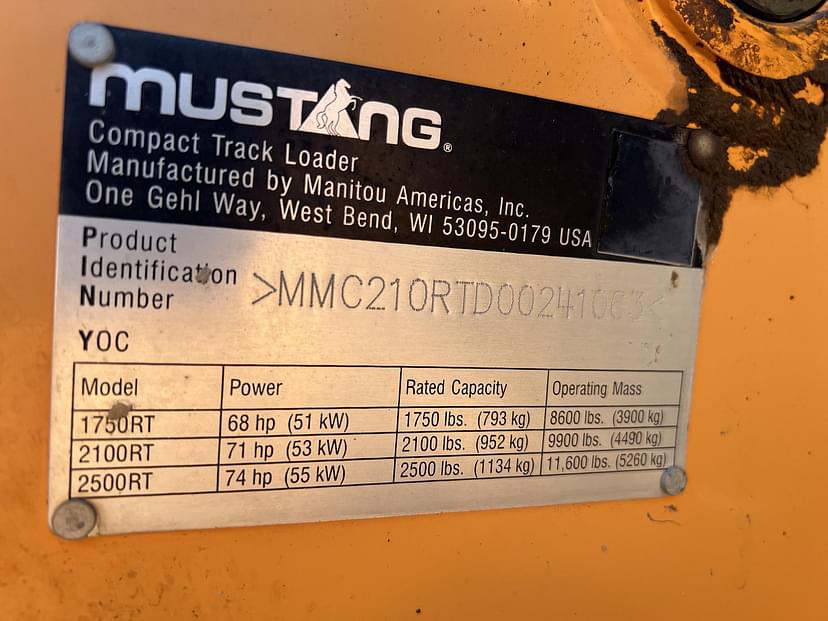 MUSTANG®
Compact Track Loader
Manufactured by Manitou Americas, Inc.
One Gehl Way, West Bend, WI 53095-0179 USA
Product
Identification
Number >MMC210RTD00241063<
YOC
Model Power Rated Capacity Operating Mass
1750RT 68 hp (51 kW) 1750 lbs. (793 kg) 8600 lbs. (3900 kg)
2100RT 71 hp (53 kW) 2100 lbs. (952 kg) 9900 lbs. (4490 kg)
2500RT 74 hp (55 kW) 2500 lbs. (1134 kg) 11,600 lbs. (5260 kg)